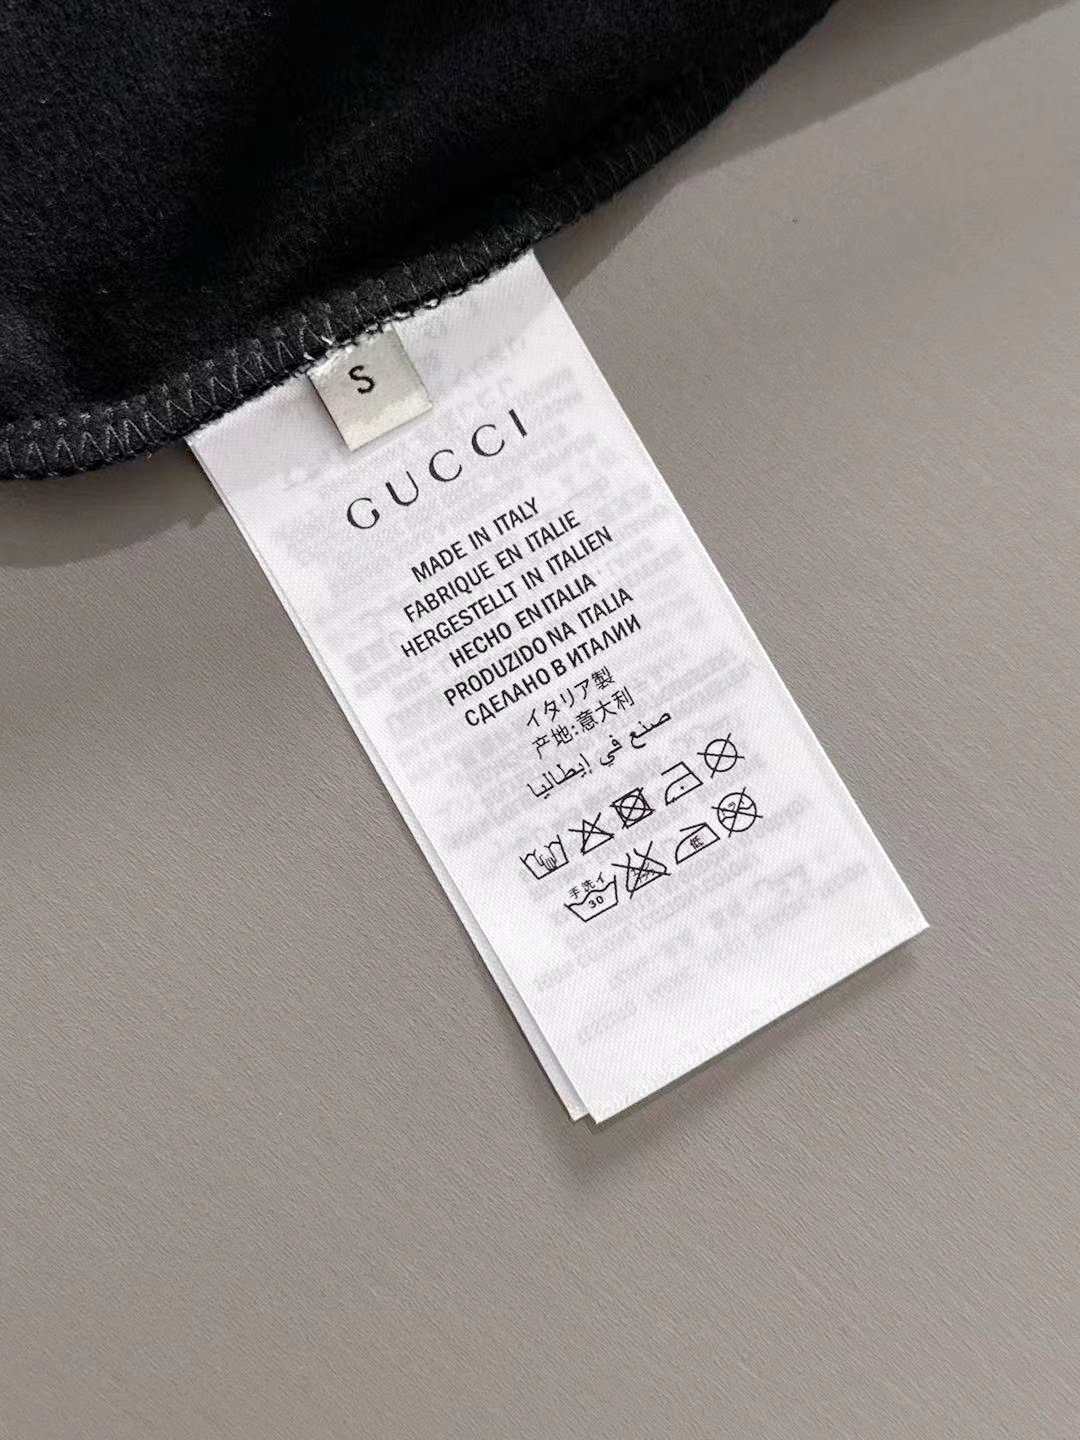 S
GUCCI
MADE IN ITALY
FABRIQUE EN ITALIE
HERGESTELLT IN ITALIEN
HECHO EN ITALIA
PRODUZIDO NA ITALIA
СДЕЛАНО В ИТАЛИИ
イタリア製
产地:意大利
صنع في إيطاليا
手洗イ
30
低